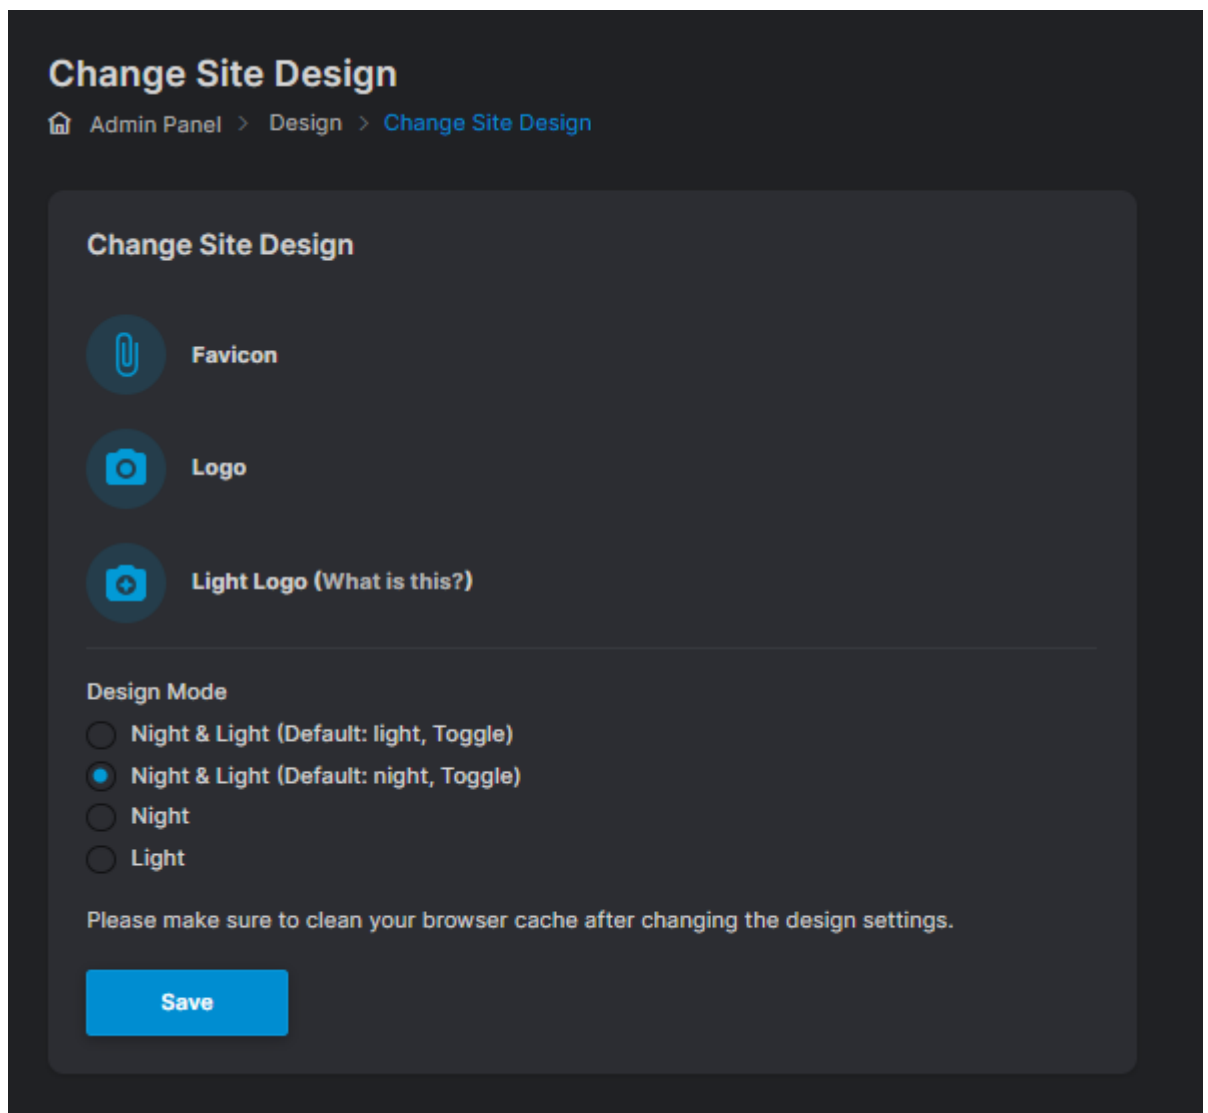 Change Site Design
Admin Panel > Design > Change Site Design
Change Site Design
Favicon
Logo
Light Logo (What is this?)
Design Mode
Night & Light (Default: light, Toggle)
Night & Light (Default: night, Toggle)
Night
Light
Please make sure to clean your browser cache after changing the design settings.
Save